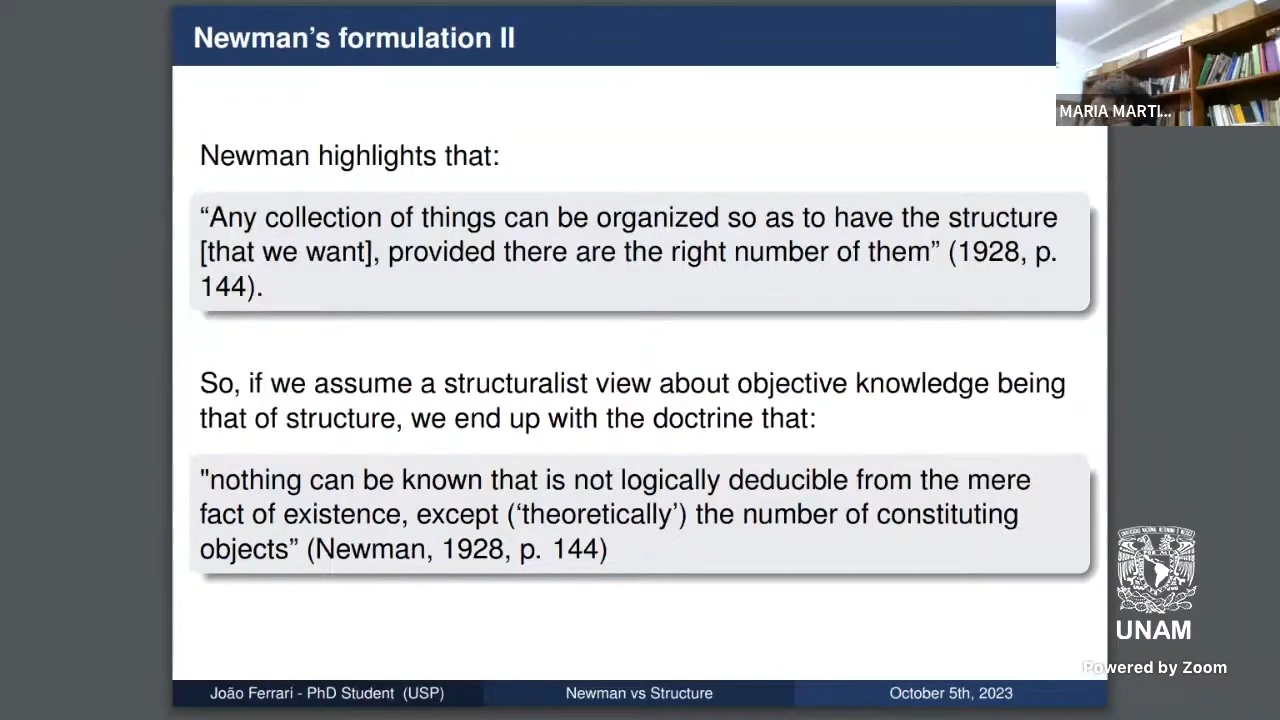 Newman's formulation II
MARIA MARTI...
Newman highlights that:
“Any collection of things can be organized so as to have the structure
[that we want], provided there are the right number of them” (1928, p.
144).
So, if we assume a structuralist view about objective knowledge being
that of structure, we end up with the doctrine that:
"nothing can be known that is not logically deducible from the mere
fact of existence, except (‘theoretically’) the number of constituting
objects” (Newman, 1928, p. 144)
UNAM
Powered by Zoom
João Ferrari - PhD Student (USP)
Newman vs Structure
October 5th, 2023